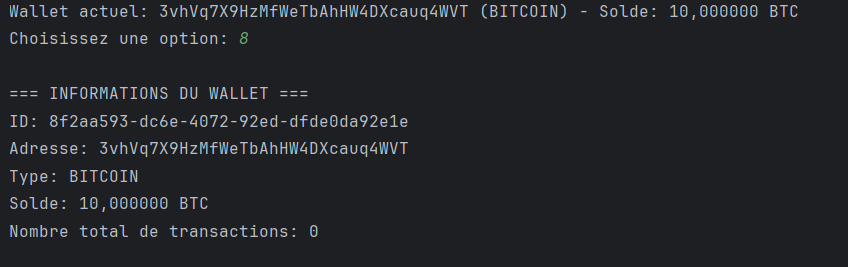 Wallet actuel: 3vhVq7X9HzMfWeTbAhHW4DXcauq4WVT (BITCOIN) - Solde: 10,000000 BTC
Choisissez une option: 8
=== INFORMATIONS DU WALLET ===
ID: 8f2aa593-dc6e-4072-92ed-dfde0da92e1e
Adresse: 3vhVq7X9HzMfWeTbAhHW4DXcauq4WVT
Type: BITCOIN
Solde: 10,000000 BTC
Nombre total de transactions: 0